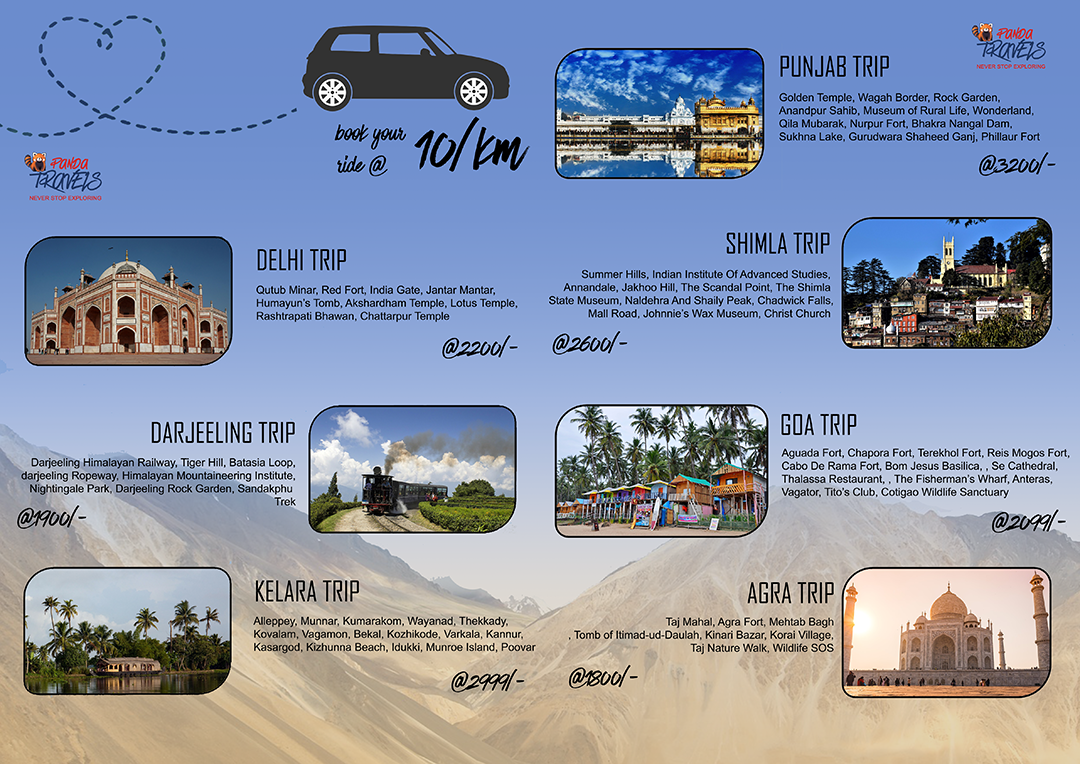 book your
ride @
10/km
PANDA
TRAVELS
NEVER STOP EXPLORING
PANDA
TRAVELS
NEVER STOP EXPLORING
PUNJAB TRIP
Golden Temple, Wagah Border, Rock Garden,
Anandpur Sahib, Museum of Rural Life, Wonderland,
Qila Mubarak, Nurpur Fort, Bhakra Nangal Dam,
Sukhna Lake, Gurudwara Shaheed Ganj, Phillaur Fort
@3200/-
DELHI TRIP
Qutub Minar, Red Fort, India Gate, Jantar Mantar,
Humayun's Tomb, Akshardham Temple, Lotus Temple,
Rashtrapati Bhawan, Chattarpur Temple
@2200/-
SHIMLA TRIP
Summer Hills, Indian Institute Of Advanced Studies,
Annandale, Jakhoo Hill, The Scandal Point, The Shimla
State Museum, Naldehra And Shaily Peak, Chadwick Falls,
Mall Road, Johnnie's Wax Museum, Christ Church
@2600/-
DARJEELING TRIP
Darjeeling Himalayan Railway, Tiger Hill, Batasia Loop,
darjeeling Ropeway, Himalayan Mountaineering Institute,
Nightingale Park, Darjeeling Rock Garden, Sandakphu
Trek
@1900/-
GOA TRIP
Aguada Fort, Chapora Fort, Terekhol Fort, Reis Mogos Fort,
Cabo De Rama Fort, Bom Jesus Basilica, , Se Cathedral,
Thalassa Restaurant, , The Fisherman's Wharf, Anteras,
Vagator, Tito's Club, Cotigao Wildlife Sanctuary
@2099/-
KELARA TRIP
Alleppey, Munnar, Kumarakom, Wayanad, Thekkady,
Kovalam, Vagamon, Bekal, Kozhikode, Varkala, Kannur,
Kasargod, Kizhunna Beach, Idukki, Munroe Island, Poovar
@2999/-
AGRA TRIP
Taj Mahal, Agra Fort, Mehtab Bagh
, Tomb of Itimad-ud-Daulah, Kinari Bazar, Korai Village,
Taj Nature Walk, Wildlife SOS
@1800/-